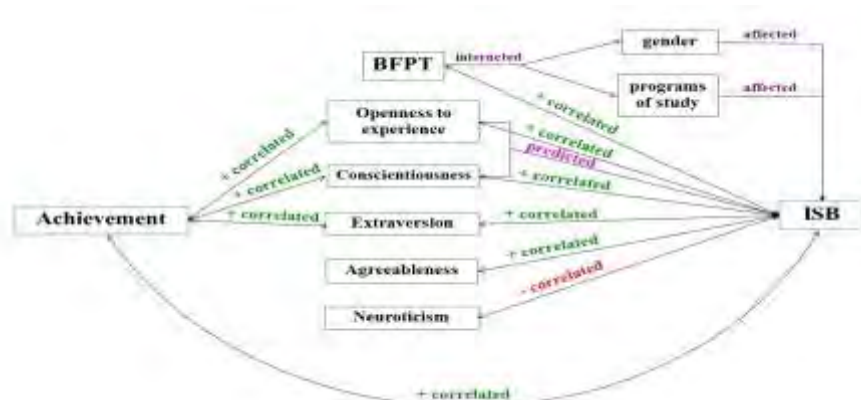 gender
affected
BFPT
interacted
programs
of study
affected
+ correlated
Openness to
experience
+ correlated
+ correlated
predicted
+ correlated
Conscientiousness
+ correlated
Achievement
+ correlated
Extraversion
+ correlated
ISB
Agreeableness
+ correlated
- correlated
Neuroticism
+ correlated